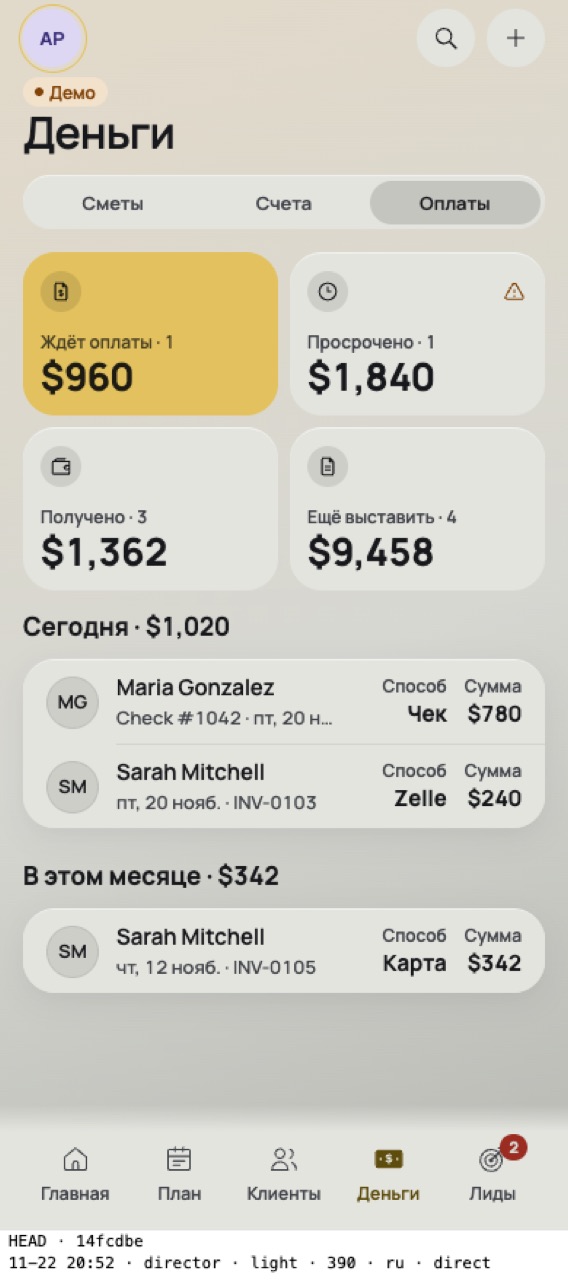 AP
Демо
Деньги
Сметы Счета Оплаты
Ждёт оплаты · 1
$960
Просрочено · 1
$1,840
Получено · 3
$1,362
Ещё выставить · 4
$9,458
Сегодня · $1,020
MG
Maria Gonzalez
Check #1042 · пт, 20 н...
Способ Сумма
Чек $780
SM
Sarah Mitchell
пт, 20 нояб. · INV-0103
Способ Сумма
Zelle $240
В этом месяце · $342
SM
Sarah Mitchell
чт, 12 нояб. · INV-0105
Способ Сумма
Карта $342
2
Главная План Клиенты Деньги Лиды
HEAD · 14fcdbe
11-22 20:52 · director · light · 390 · ru · direct